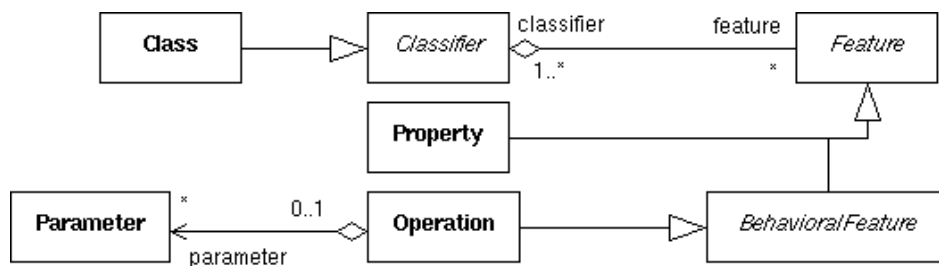 Class
Classifier
classifier
1..*
feature
*
Feature
Property
Parameter
*
parameter
0..1
Operation
BehavioralFeature